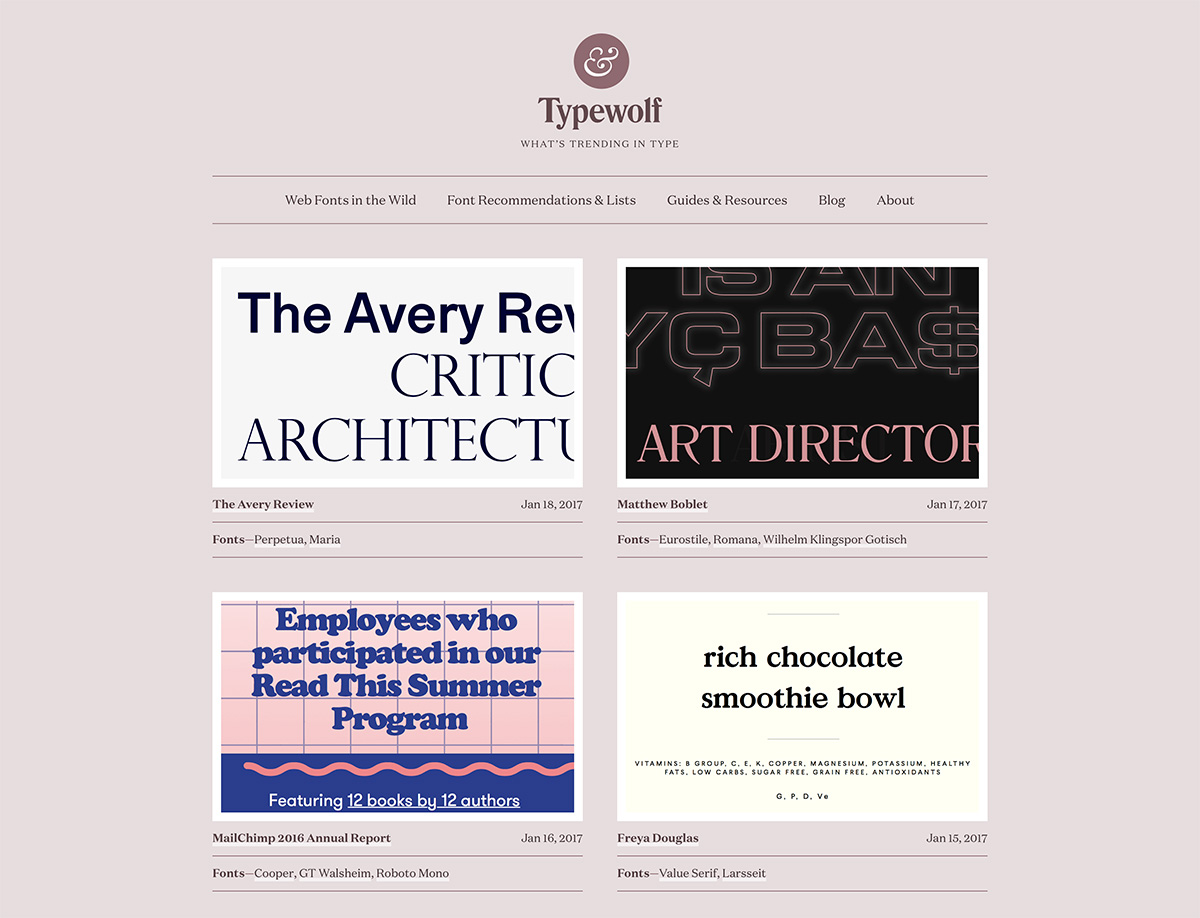 &
Typewolf
WHAT'S TRENDING IN TYPE
Web Fonts in the Wild Font Recommendations & Lists Guides & Resources Blog About
The Avery Rev
CRITIC
ARCHITECTU
The Avery Review Jan 18, 2017
Fonts—Perpetua, Maria
IS AN
YÇ BA$
ART DIRECTOR
Matthew Boblet Jan 17, 2017
Fonts—Eurostile, Romana, Wilhelm Klingspor Gotisch
Employees who
participated in our
Read This Summer
Program
Featuring 12 books by 12 authors
MailChimp 2016 Annual Report Jan 16, 2017
Fonts—Cooper, GT Walsheim, Roboto Mono
rich chocolate
smoothie bowl
VITAMINS: B GROUP, C, E, K, COPPER, MAGNESIUM, POTASSIUM, HEALTHY
FATS, LOW CARBS, SUGAR FREE, GRAIN FREE, ANTIOXIDANTS
G, P, D, Ve
Freya Douglas Jan 15, 2017
Fonts—Value Serif, Larsseit